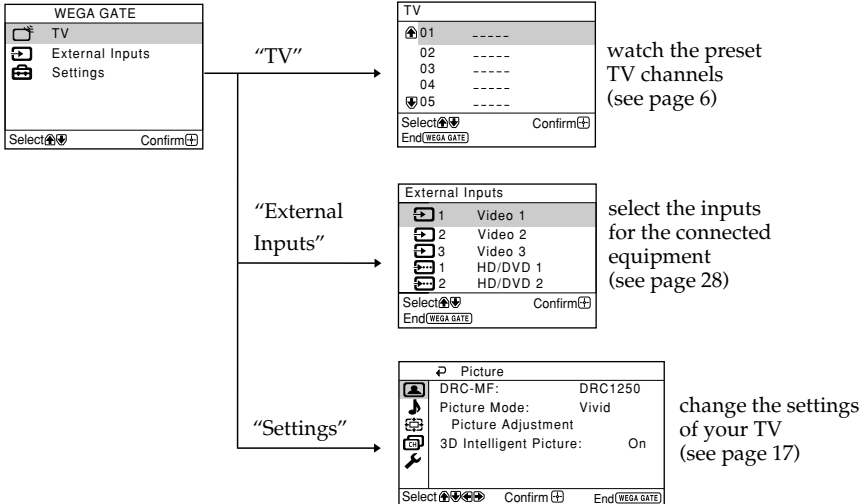 WEGA GATE
TV
External Inputs
Settings
Select Confirm
“TV”
TV
01 -----
02 -----
03 -----
04 -----
05 -----
Select Confirm
End WEGA GATE
watch the preset
TV channels
(see page 6)
“External
Inputs”
External Inputs
1 Video 1
2 Video 2
3 Video 3
1 HD/DVD 1
2 HD/DVD 2
Select Confirm
End WEGA GATE
select the inputs
for the connected
equipment
(see page 28)
“Settings”
Picture
DRC-MF: DRC1250
Picture Mode: Vivid
Picture Adjustment
CH 3D Intelligent Picture: On
Select Confirm End WEGA GATE
change the settings
of your TV
(see page 17)